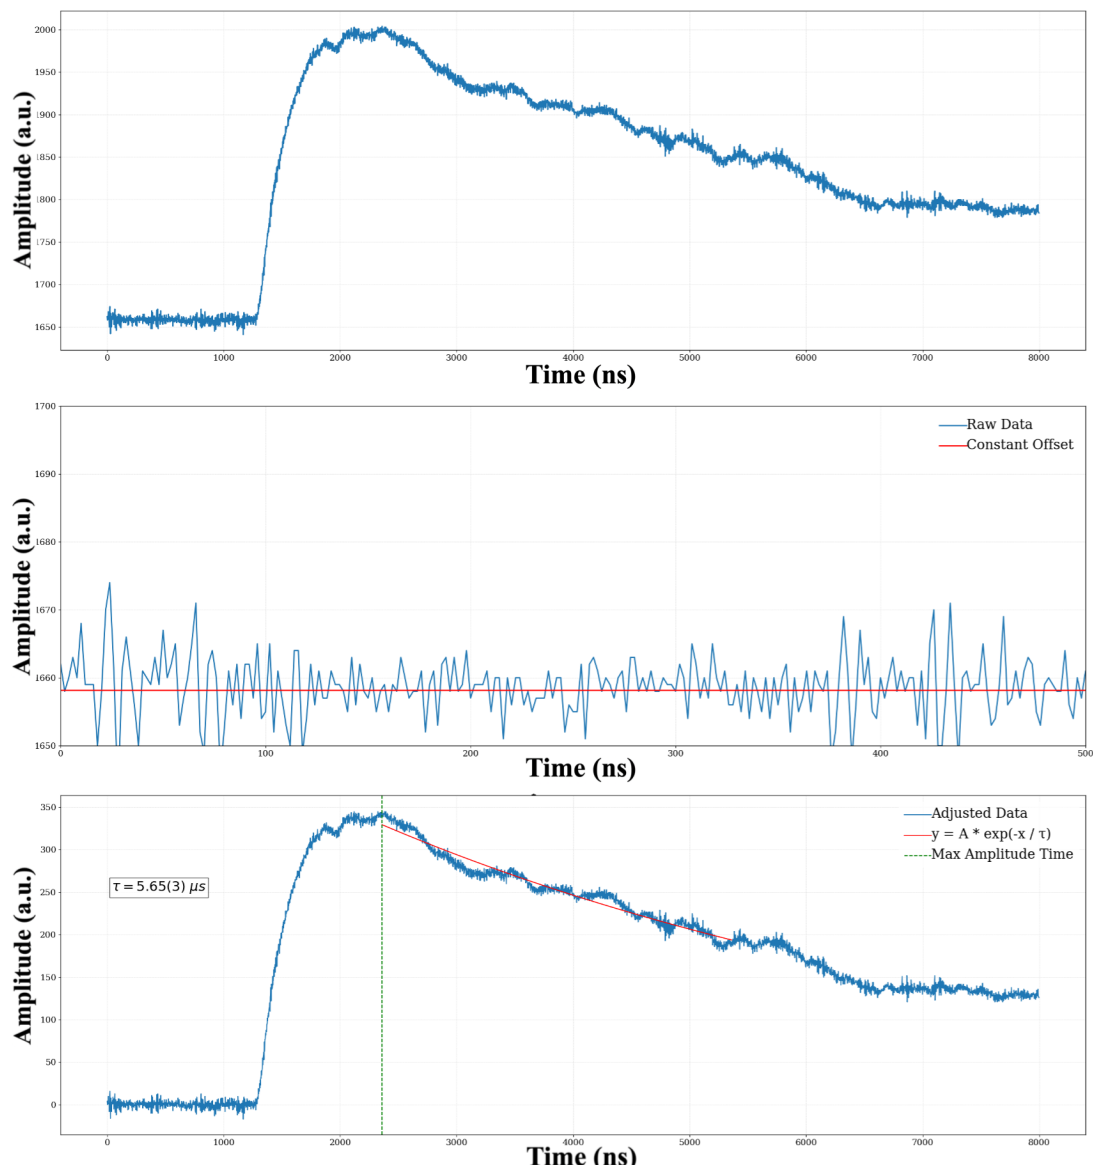 2000
1950
1900
1850
1800
1750
1700
1650
Amplitude (a.u.)
0 1000 2000 3000 4000 5000 6000 7000 8000
Time (ns)
1700
1690
1680
1670
1660
1650
Amplitude (a.u.)
Raw Data
Constant Offset
0 100 200 300 400 500
Time (ns)
350
300
250
200
150
100
50
0
Amplitude (a.u.)
Adjusted Data
y = A * exp(-x / τ)
Max Amplitude Time
τ = 5.65(3) μs
0 1000 2000 3000 4000 5000 6000 7000 8000
Time (ns)